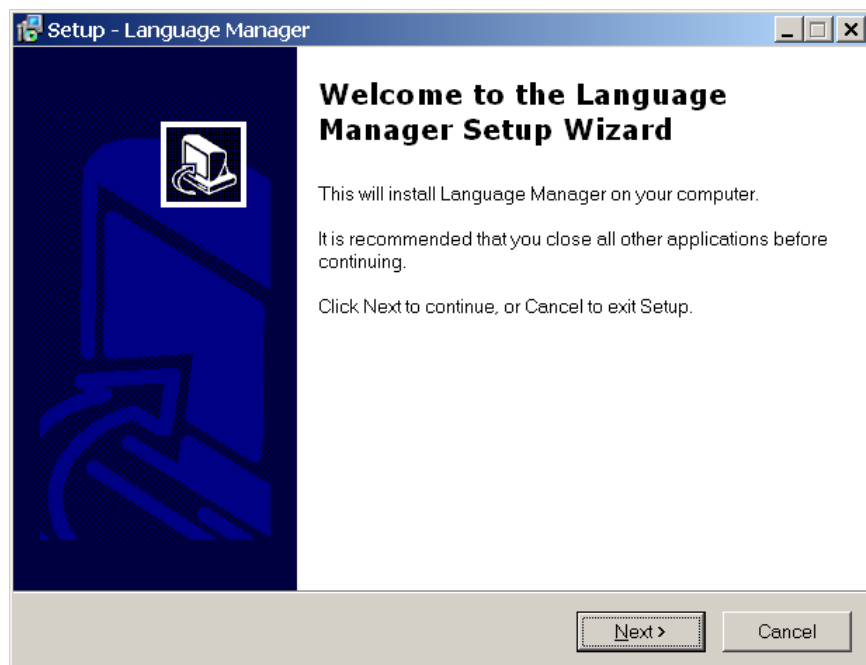 Setup - Language Manager
Welcome to the Language
Manager Setup Wizard
This will install Language Manager on your computer.
It is recommended that you close all other applications before
continuing.
Click Next to continue, or Cancel to exit Setup.
Next >
Cancel